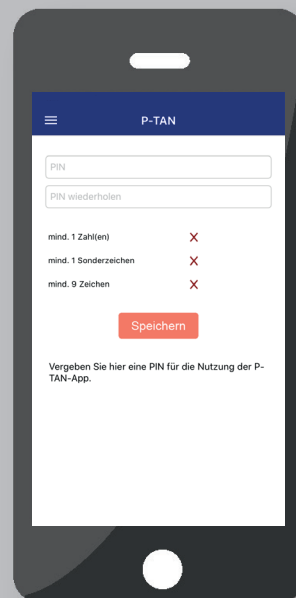 P-TAN
PIN
PIN wiederholen
mind. 1 Zahl(en) X
mind. 1 Sonderzeichen X
mind. 9 Zeichen X
Speichern
Vergeben Sie hier eine PIN für die Nutzung der P-
TAN-App.